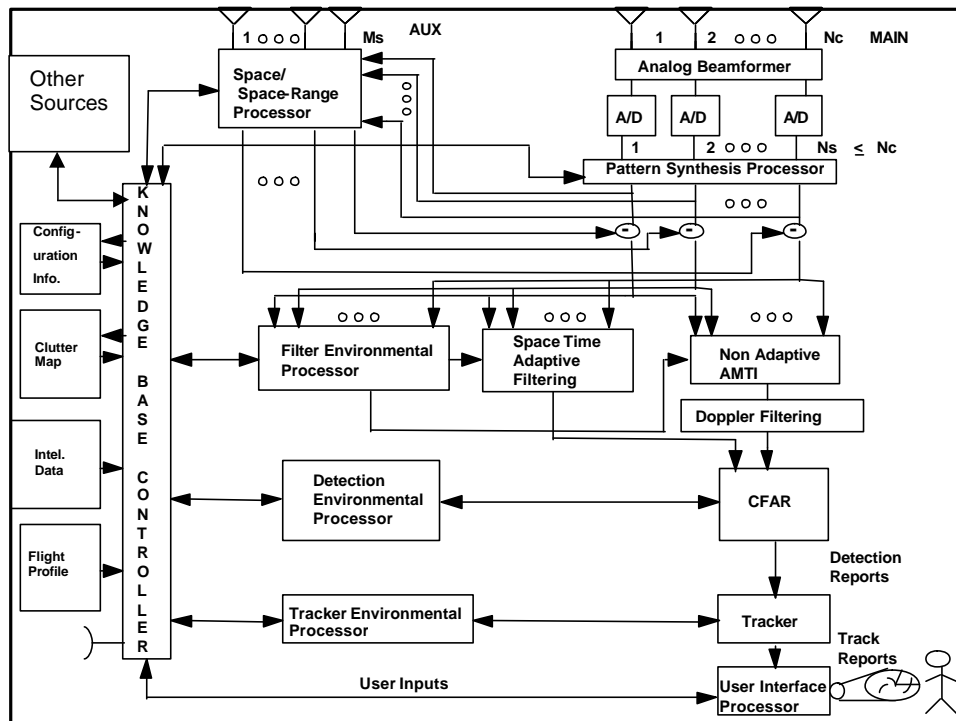 1 Ms AUX
1 2 Nc MAIN
Other
Sources
Space/
Space-Range
Processor
Analog Beamformer
A/D A/D A/D
1 2 Ns ≤ Nc
Pattern Synthesis Processor
KNOWLEDGE BASE CONTROLLLER
- - -
Config-
uration
Info.
Clutter
Map
Filter Environmental
Processor
Space Time
Adaptive
Filtering
Non Adaptive
AMTI
Doppler Filtering
Intel.
Data
Detection
Environmental
Processor
CFAR
Flight
Profile
Detection
Reports
Tracker Environmental
Processor
Tracker
Track
Reports
User Inputs
User Interface
Processor